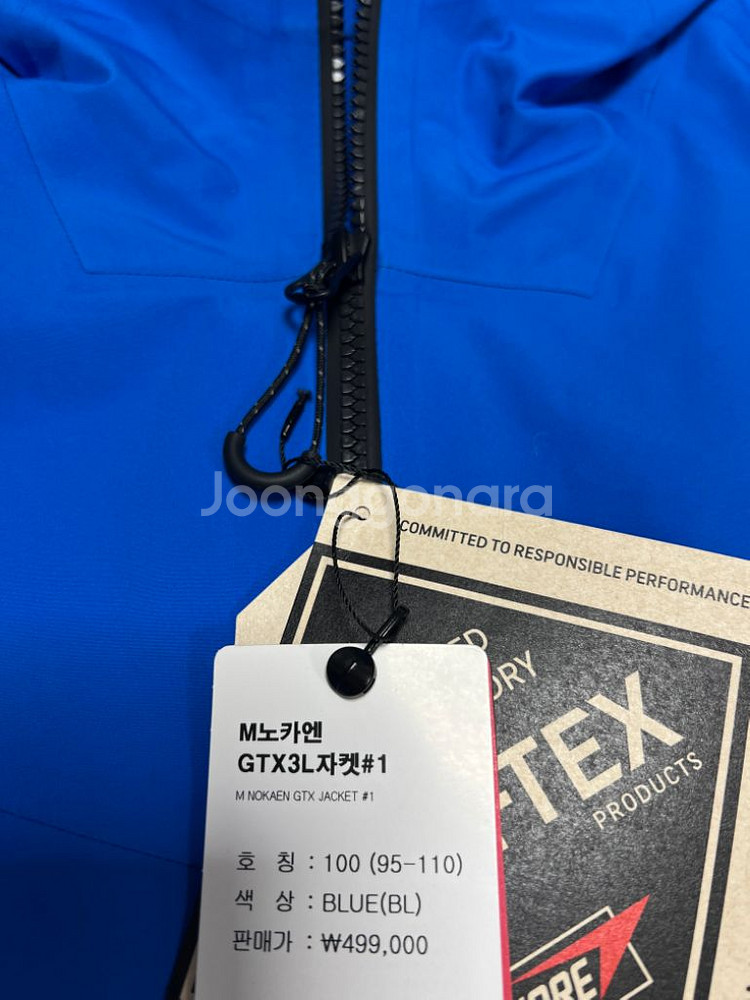 Joonggonara
COMMITTED TO RESPONSIBLE PERFORMANCE
TEX
PRODUCTS
M노카엔
GTX3L자켓#1
M NOKAEN GTX JACKET #1
호 칭 : 100 (95-110)
색 상 : BLUE(BL)
판매가 : ₩499,000